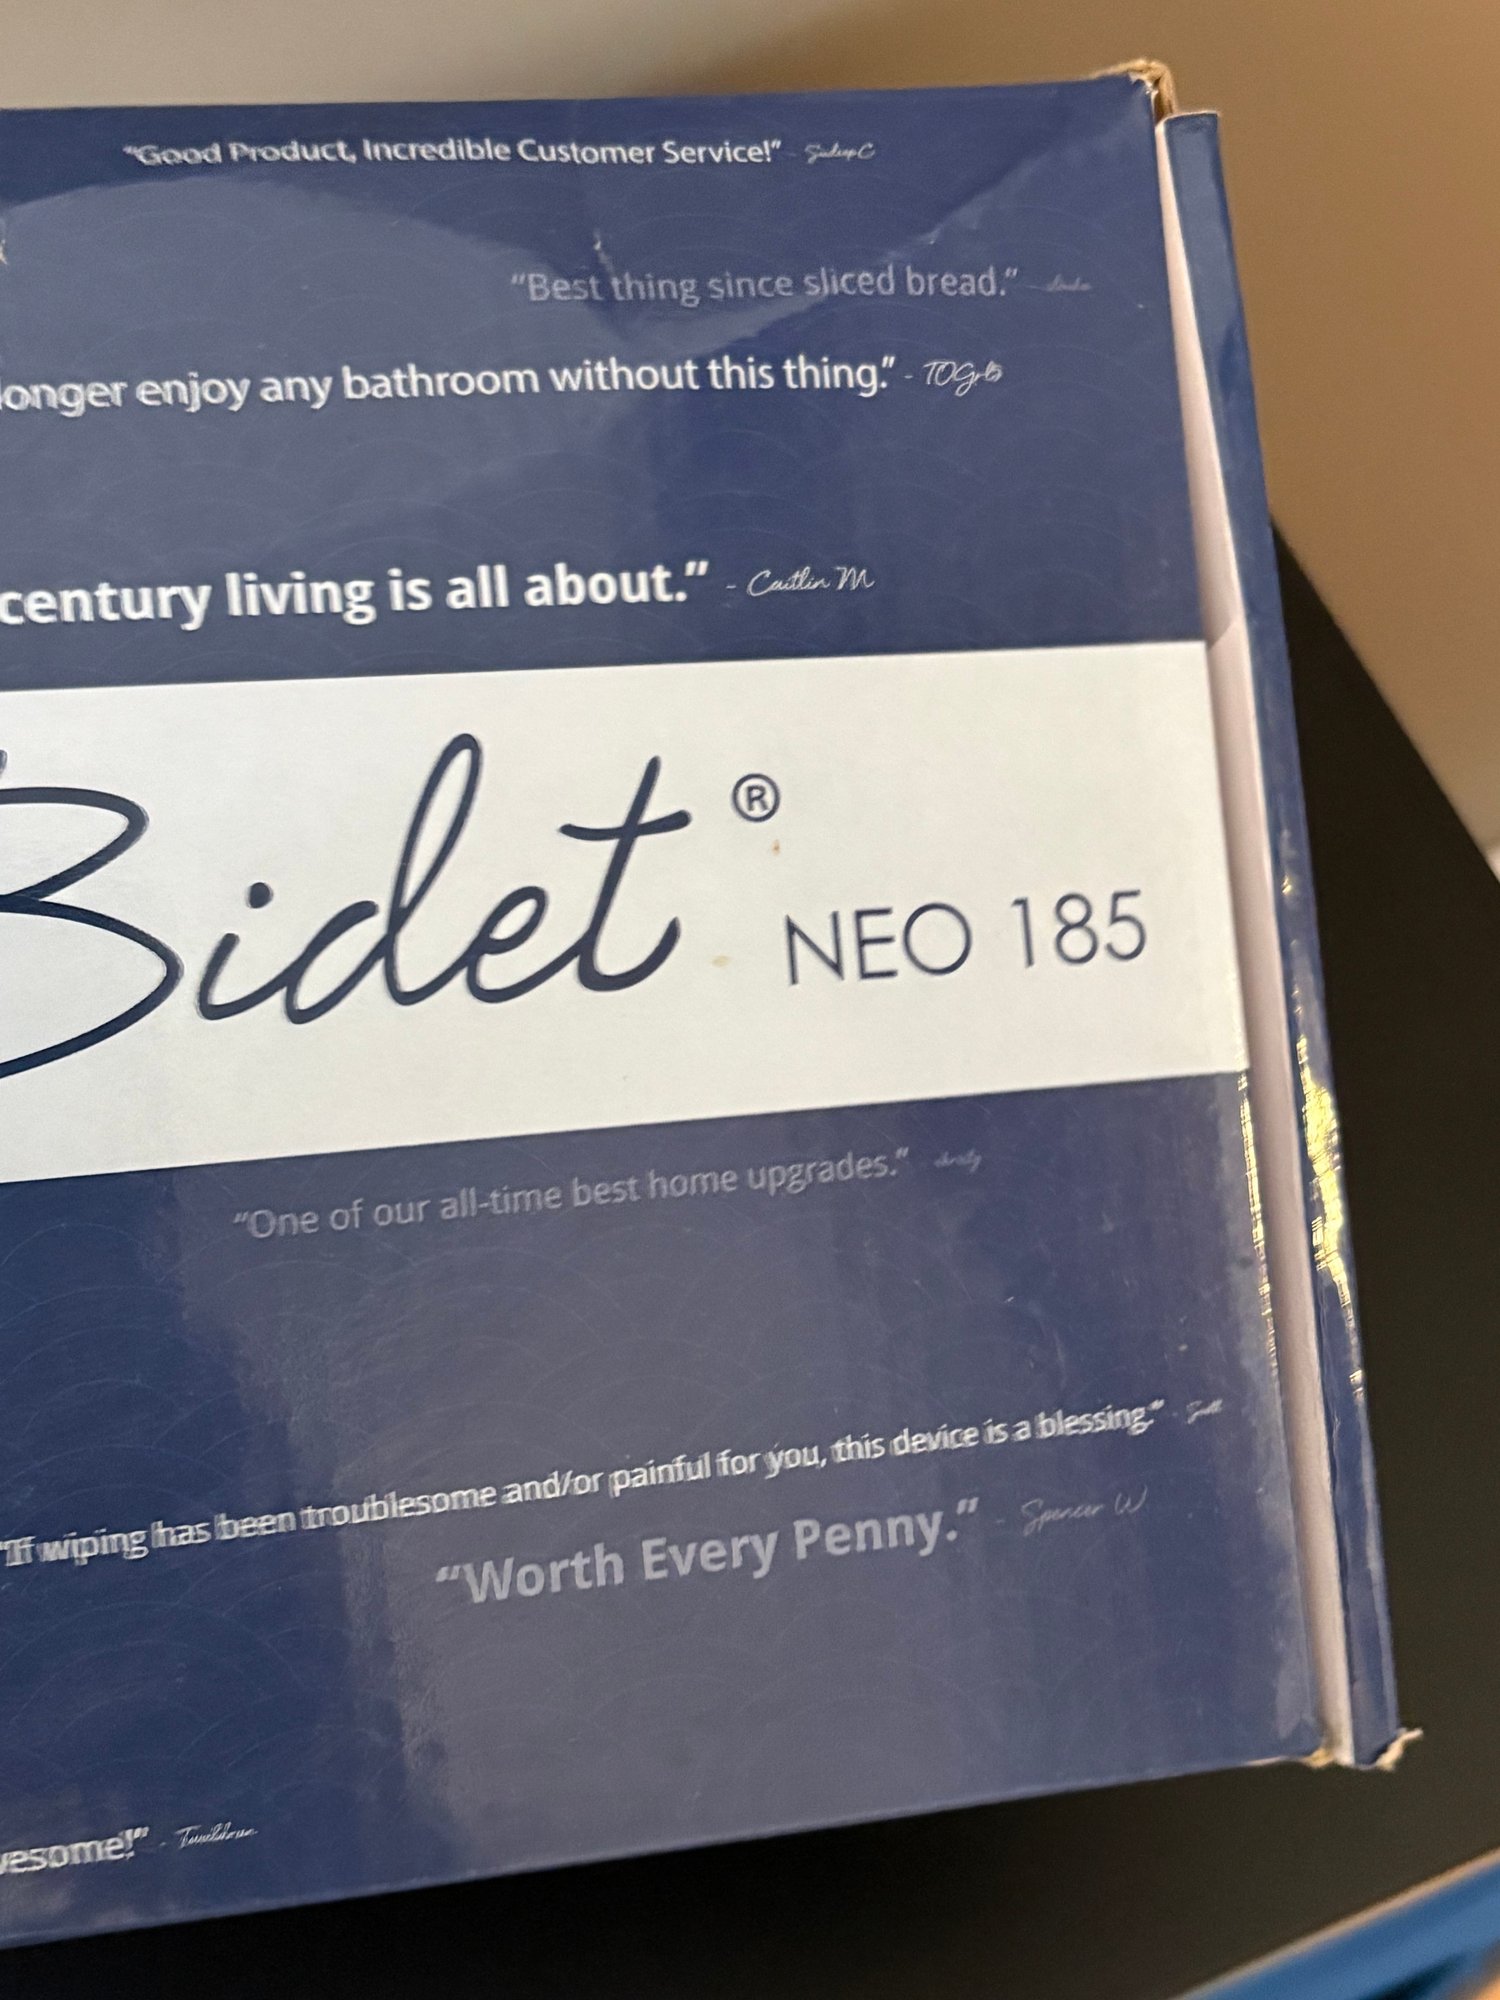 “Good Product, Incredible Customer Service!” -
“Best thing since sliced bread.” -
longer enjoy any bathroom without this thing.” -
century living is all about.” - Caitlin M
Bidet®
NEO 185
“One of our all-time best home upgrades.”
“If wiping has been troublesome and/or painful for you, this device is a blessing.” -
“Worth Every Penny.” - Spencer W
esome!” -